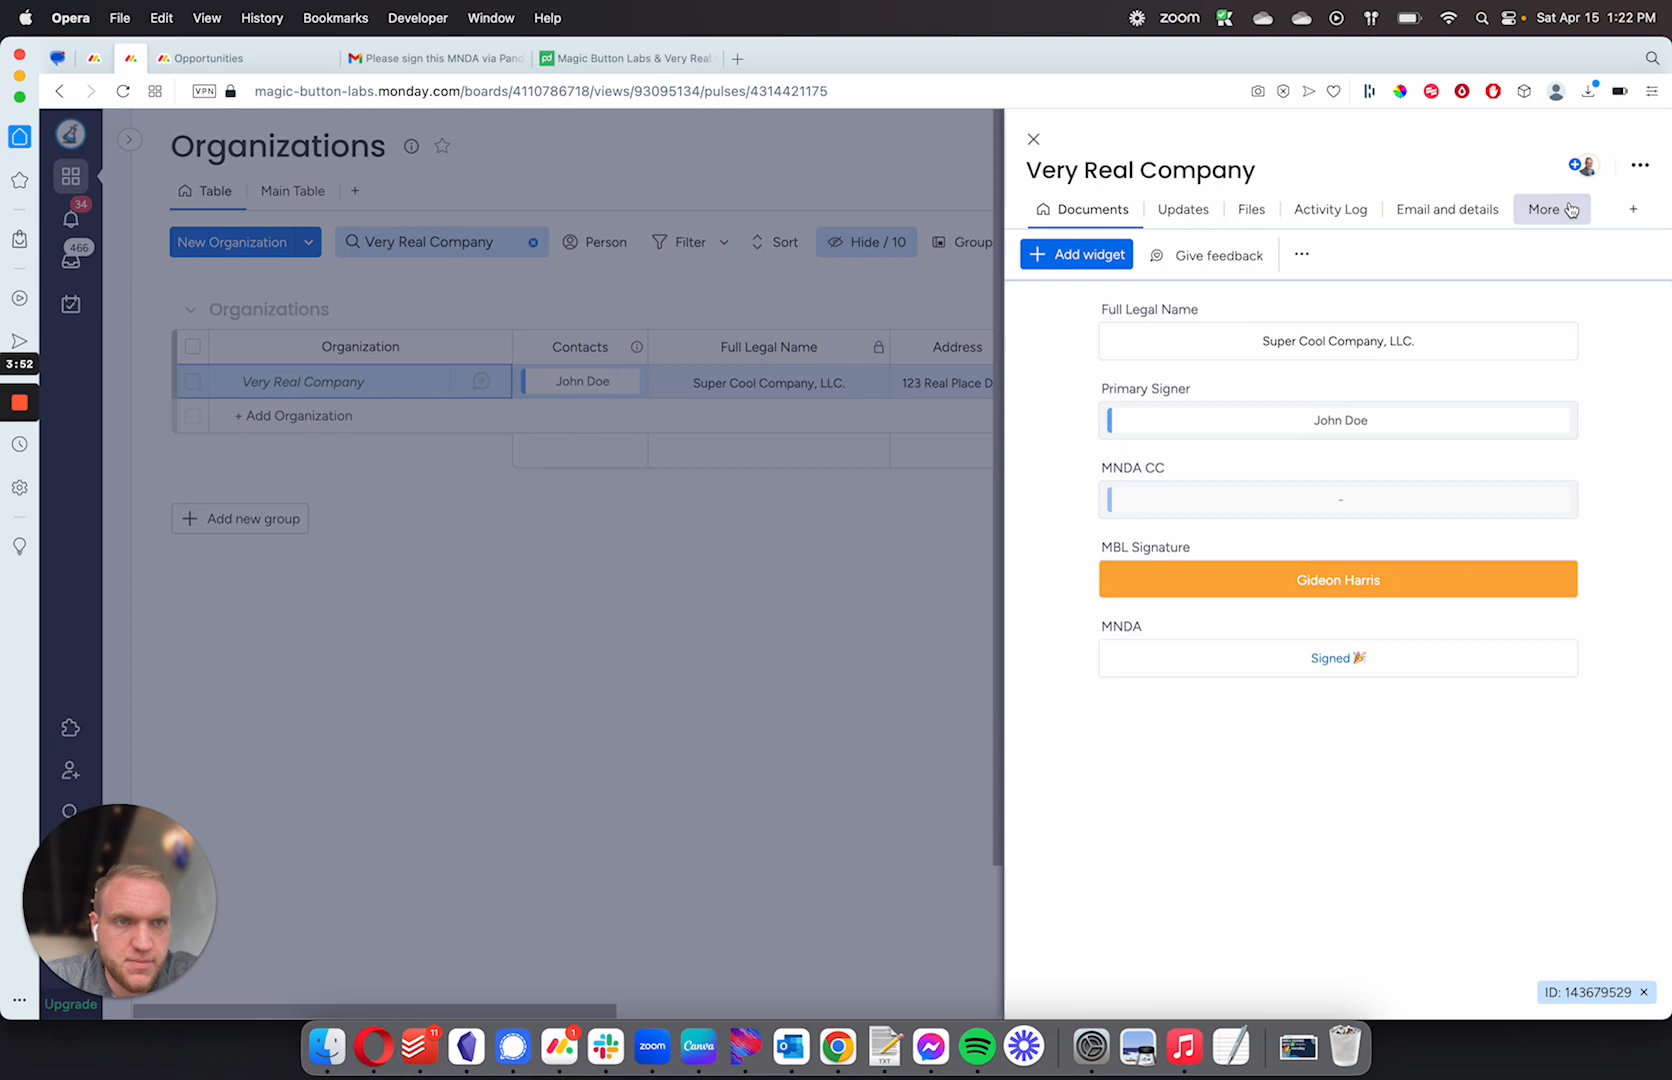 Opera File Edit View History Bookmarks Developer Window Help zoom Sat Apr 15 1:22 PM
Opportunities Please sign this MNDA via Pand Magic Button Labs & Very Real
VPN magic-button-labs.monday.com/boards/4110786718/views/93095134/pulses/4314421175
Organizations
Table Main Table
New Organization Very Real Company Person Filter Sort Hide / 10 Group
Organizations
Organization Contacts Full Legal Name Address
Very Real Company John Doe Super Cool Company, LLC. 123 Real Place D
+ Add Organization
Add new group
34
466
3:52
Upgrade
Very Real Company
Documents Updates Files Activity Log Email and details More
Add widget Give feedback
Full Legal Name
Super Cool Company, LLC.
Primary Signer
John Doe
MNDA CC
-
MBL Signature
Gideon Harris
MNDA
Signed 🎉
ID: 143679529
11 zoom Canva 1 TXT